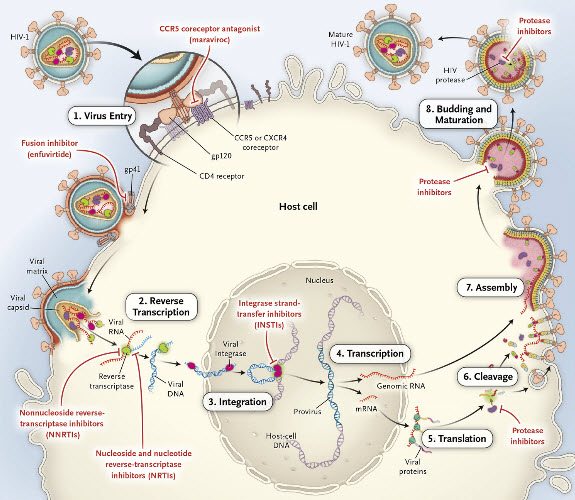 HIV-1
CCR5 coreceptor antagonist
(maraviroc)
Mature
HIV-1
Protease
inhibitors
HIV
protease
1. Virus Entry
8. Budding and
Maturation
CCR5 or CXCR4
coreceptor
gp120
CD4 receptor
Fusion inhibitor
(enfuvirtide)
gp41
Protease
inhibitors
Host cell
Viral
matrix
Viral
capsid
Nucleus
7. Assembly
2. Reverse
Transcription
Viral
RNA
Integrase strand-
transfer inhibitors
(INSTIs)
Viral
integrase
4. Transcription
Reverse
transcriptase
Viral
DNA
3. Integration
Genomic RNA
6. Cleavage
Provirus
mRNA
Nonnucleoside reverse-
transcriptase inhibitors
(NNRTIs)
Host-cell
DNA
5. Translation
Protease
inhibitors
Nucleoside and nucleotide
reverse-transcriptase
inhibitors (NRTIs)
Viral
proteins